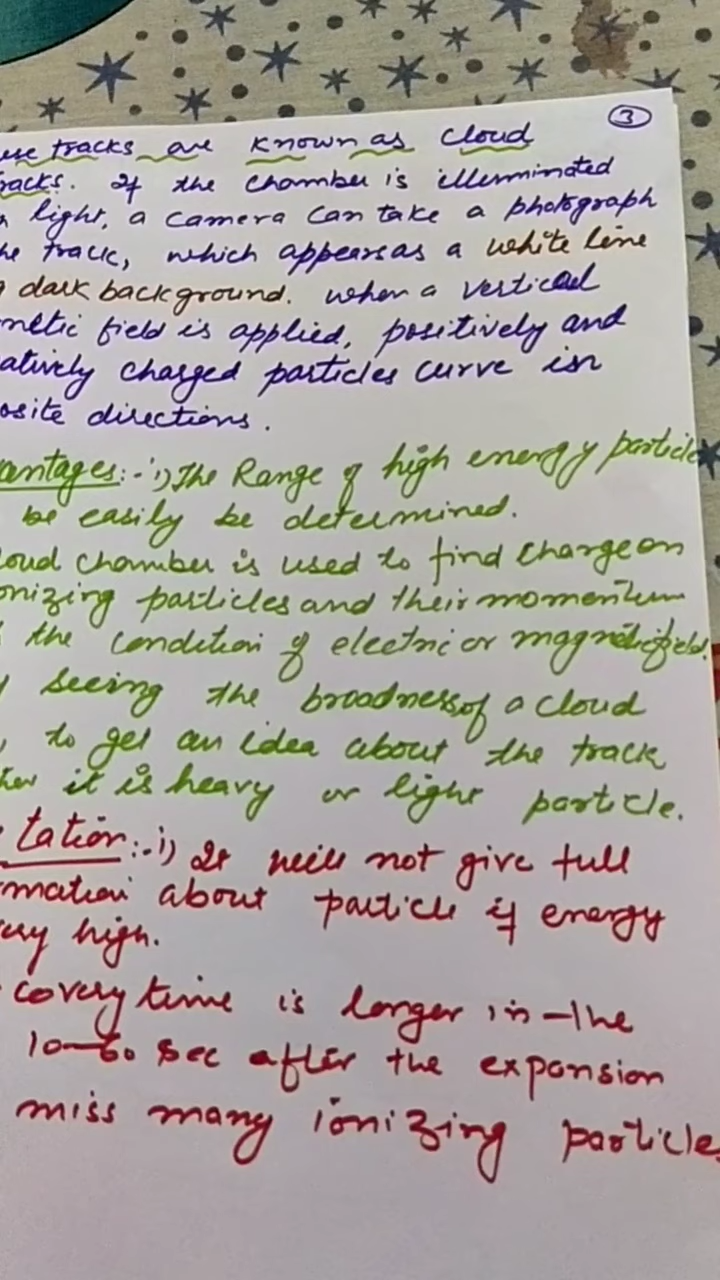 3
use tracks are known as cloud
racks. If the chamber is illuminated
light, a camera can take a photograph
he track, which appears as a white line
dark background. when a vertical
netic field is applied, positively and
atively charged particles curve in
osite directions.
antages:- i) The Range of high energy particle
be easily be determined.
loud chamber is used to find charge on
onizing particles and their momentum
the condition of electric or magnetic field.
seeing the broadness of a cloud
, to get an idea about the track
her it is heavy or light particle.
tation:- i) It will not give full
mation about particle if energy
ery high.
covery time is longer in the
10-60 sec after the expansion
miss many ionizing particles